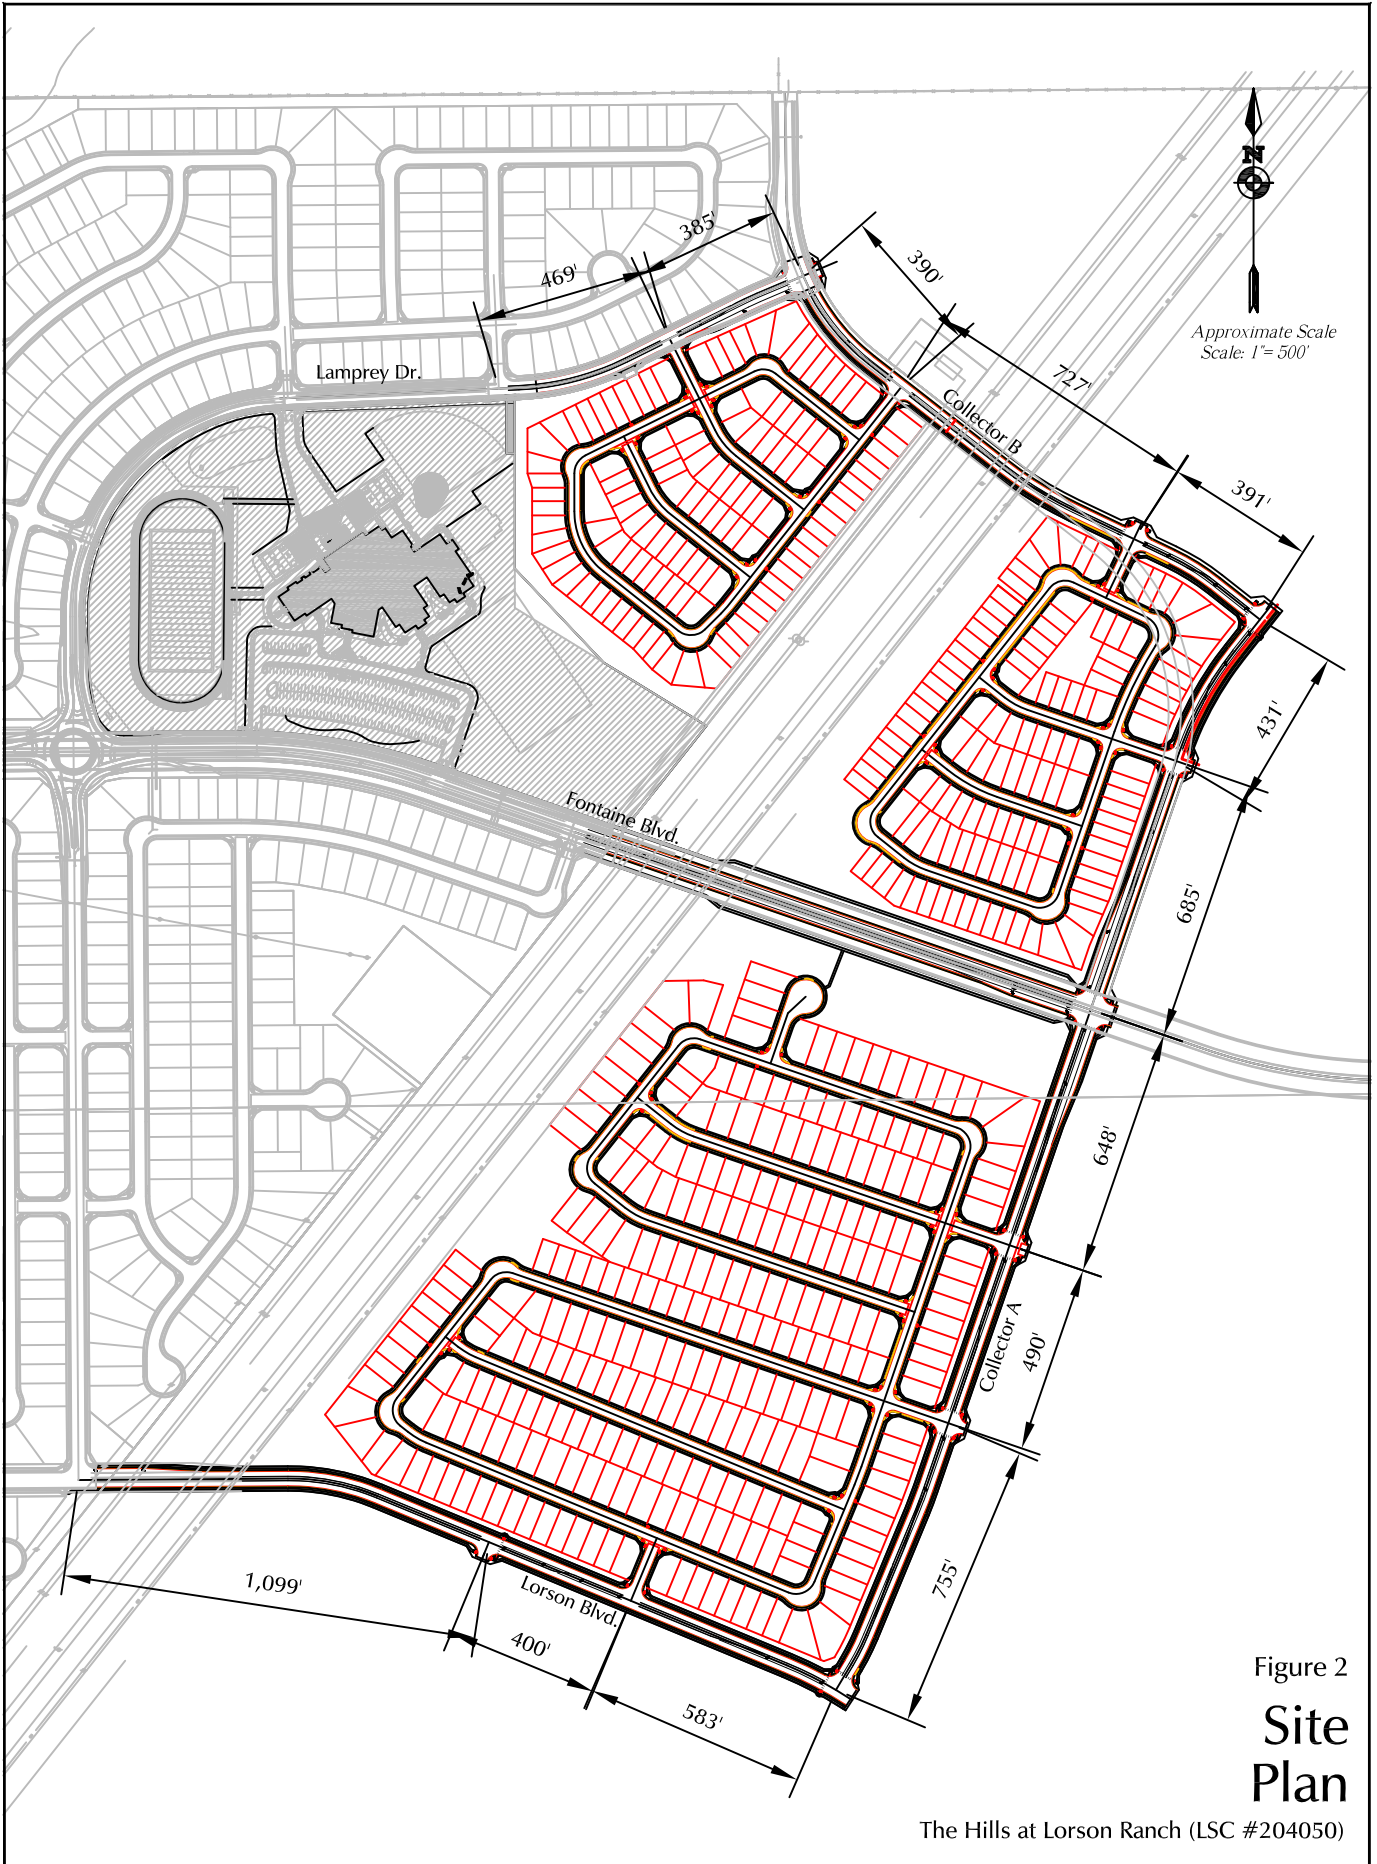 385'
469'
390'
N
Approximate Scale
Scale: 1"= 500'
Lamprey Dr.
727'
Collector B
391'
431'
Fontaine Blvd.
685'
648'
Collector A
490'
1,099'
Lorson Blvd.
400'
755'
583'
Figure 2
Site
Plan
The Hills at Lorson Ranch (LSC #204050)